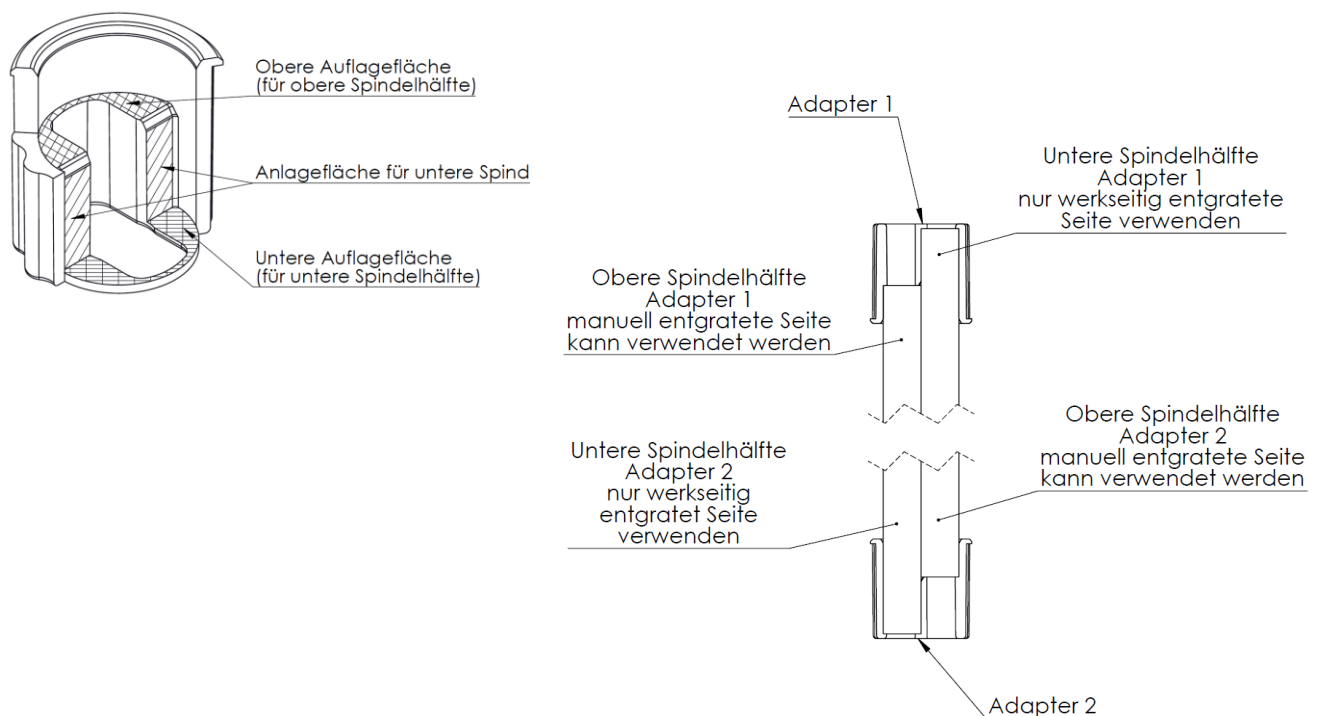 Obere Auflagefläche
(für obere Spindelhälfte)
Anlagefläche für untere Spind
Untere Auflagefläche
(für untere Spindelhälfte)
Adapter 1
Untere Spindelhälfte
Adapter 1
nur werkseitig entgratete
Seite verwenden
Obere Spindelhälfte
Adapter 1
manuell entgratete Seite
kann verwendet werden
Untere Spindelhälfte
Adapter 2
nur werkseitig
entgratet Seite
verwenden
Obere Spindelhälfte
Adapter 2
manuell entgratete Seite
kann verwendet werden
Adapter 2